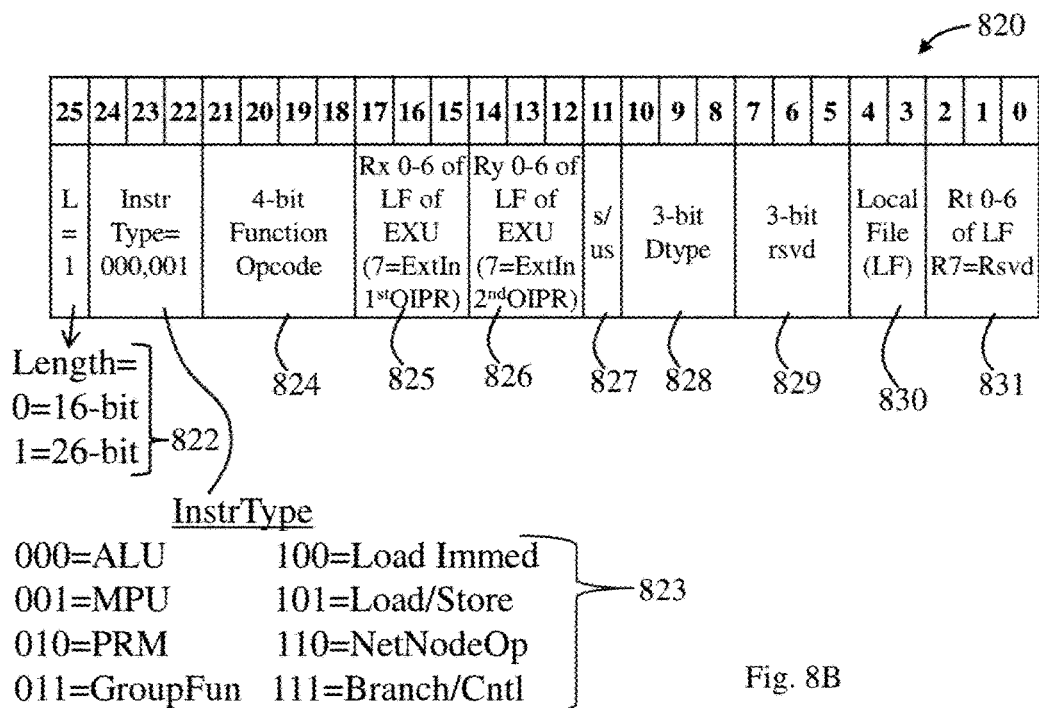 820
25 24 23 22 21 20 19 18 17 16 15 14 13 12 11 10 9 8 7 6 5 4 3 2 1 0
L
=
1
Instr
Type=
000,001
4-bit
Function
Opcode
Rx 0-6 of
LF of
EXU
(7=ExtIn
1stOIPR)
Ry 0-6 of
LF of
EXU
(7=ExtIn
2ndOIPR)
s/
us
3-bit
Dtype
3-bit
rsvd
Local
File
(LF)
Rt 0-6
of LF
R7=Rsvd
824 825 826 827 828 829 830 831
Length=
0=16-bit
1=26-bit
822
InstrType
000=ALU 100=Load Immed
001=MPU 101=Load/Store
010=PRM 110=NetNodeOp
011=GroupFun 111=Branch/Cntl
823
Fig. 8B